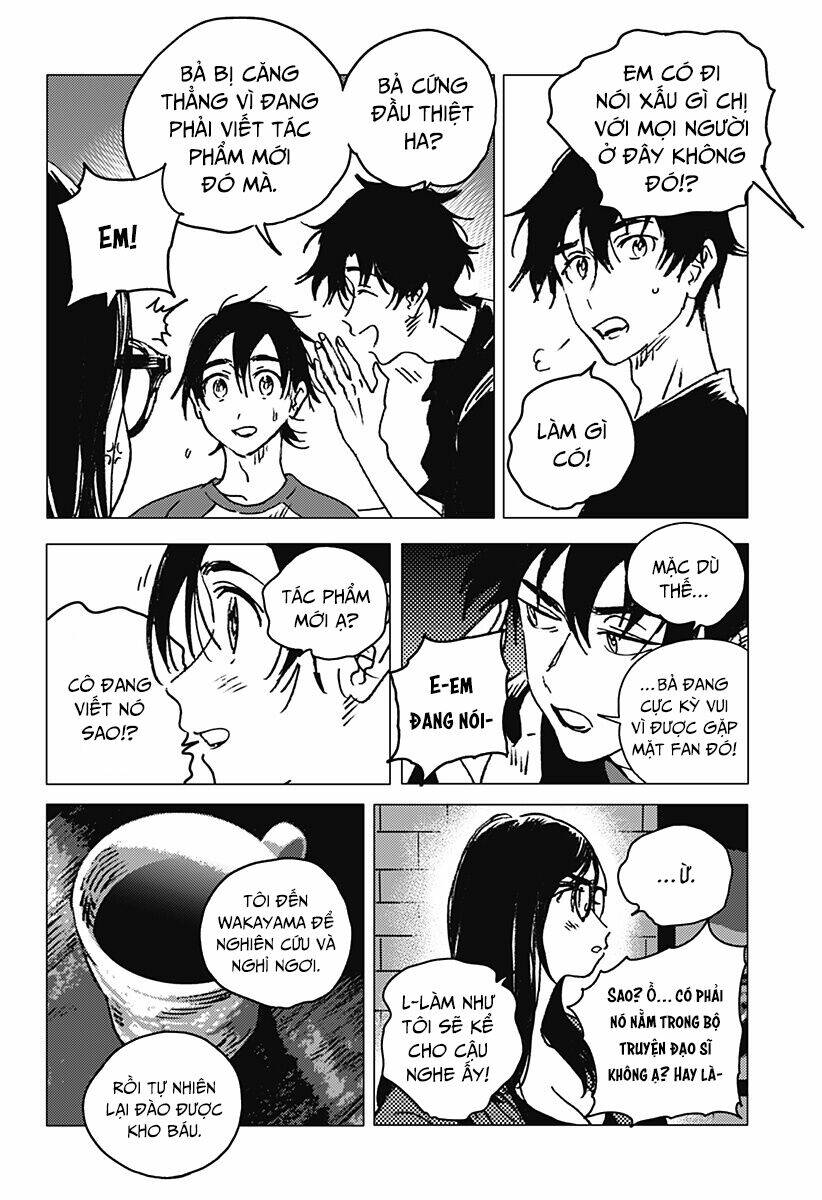 EM CÓ ĐI
NÓI XẤU GÌ CHỊ
VỚI MỌI NGƯỜI
Ở ĐÂY KHÔNG
ĐÓ!?
LÀM GÌ
CÓ!
BẢ CỨNG
ĐẦU THIỆT
HA?
BẢ BỊ CĂNG
THẲNG VÌ ĐANG
PHẢI VIẾT TÁC
PHẨM MỚI
ĐÓ MÀ.
EM!
MẶC DÙ
THẾ...
...BẢ ĐANG
CỰC KỲ VUI
VÌ ĐƯỢC GẶP
MẶT FAN ĐÓ!
E-EM
ĐANG NÓI-
TÁC PHẨM
MỚI Ạ?
CÔ ĐANG
VIẾT NÓ
SAO!?
...Ừ.
SAO? Ồ... CÓ PHẢI
NÓ NẰM TRONG BỘ
TRUYỆN ĐẠO SĨ
KHÔNG Ạ? HAY LÀ-
L-LÀM NHƯ
TÔI SẼ KỂ
CHO CẬU
NGHE ẤY!
TÔI ĐẾN
WAKAYAMA ĐỂ
NGHIÊN CỨU VÀ
NGHỈ NGƠI.
RỒI TỰ NHIÊN
LẠI ĐÀO ĐƯỢC
KHO BÁU.